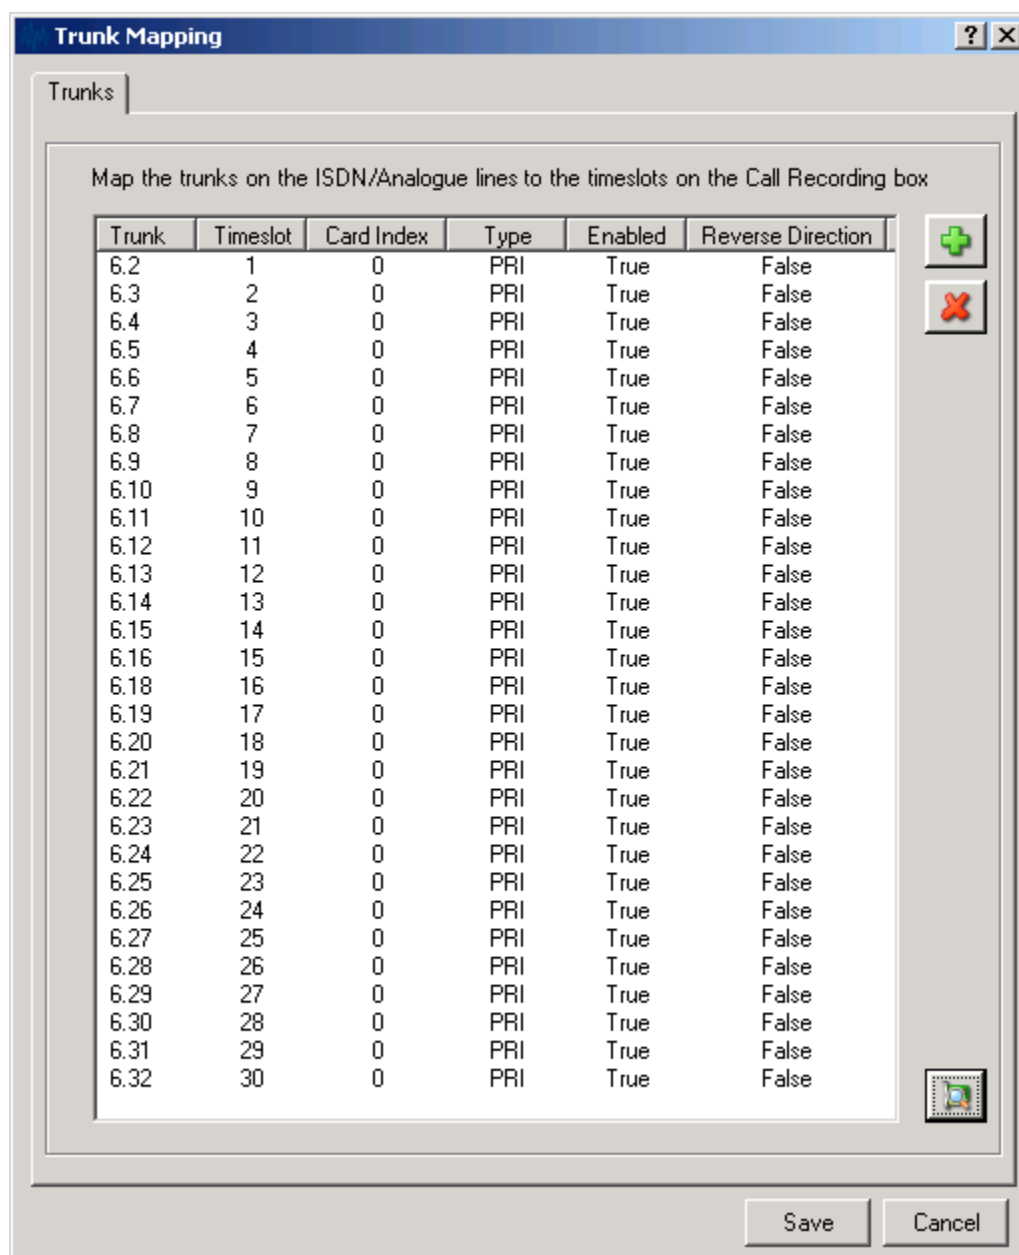 Trunk Mapping
Trunks
Map the trunks on the ISDN/Analogue lines to the timeslots on the Call Recording box
Trunk Timeslot Card Index Type Enabled Reverse Direction
6.2 1 0 PRI True False
6.3 2 0 PRI True False
6.4 3 0 PRI True False
6.5 4 0 PRI True False
6.6 5 0 PRI True False
6.7 6 0 PRI True False
6.8 7 0 PRI True False
6.9 8 0 PRI True False
6.10 9 0 PRI True False
6.11 10 0 PRI True False
6.12 11 0 PRI True False
6.13 12 0 PRI True False
6.14 13 0 PRI True False
6.15 14 0 PRI True False
6.16 15 0 PRI True False
6.18 16 0 PRI True False
6.19 17 0 PRI True False
6.20 18 0 PRI True False
6.21 19 0 PRI True False
6.22 20 0 PRI True False
6.23 21 0 PRI True False
6.24 22 0 PRI True False
6.25 23 0 PRI True False
6.26 24 0 PRI True False
6.27 25 0 PRI True False
6.28 26 0 PRI True False
6.29 27 0 PRI True False
6.30 28 0 PRI True False
6.31 29 0 PRI True False
6.32 30 0 PRI True False
Save Cancel